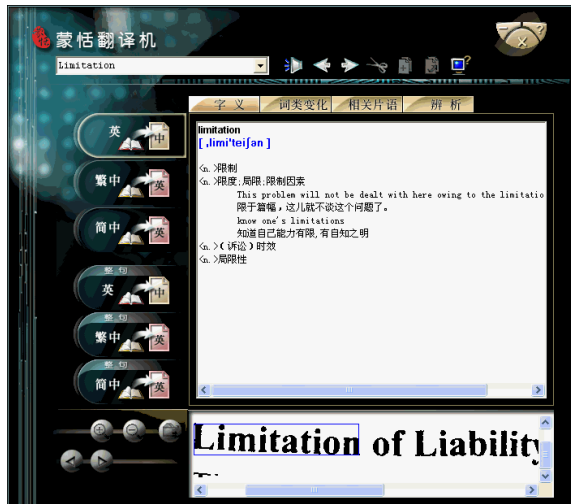 蒙恬翻译机
Limitation
字 义 词类变化 相关片语 辨 析
limitation
[ ,limi'teiʃən ]
<n. >限制
<n. >限度;局限;限制因素
This problem will not be dealt with here owing to the limitatio
限于篇幅，这儿就不谈这个问题了。
know one's limitations
知道自己能力有限,有自知之明
<n. >(诉讼)时效
<n. >局限性
英 中
繁中 英
简中 英
整句
英 中
整句
繁中 英
整句
简中 英
Limitation of Liability